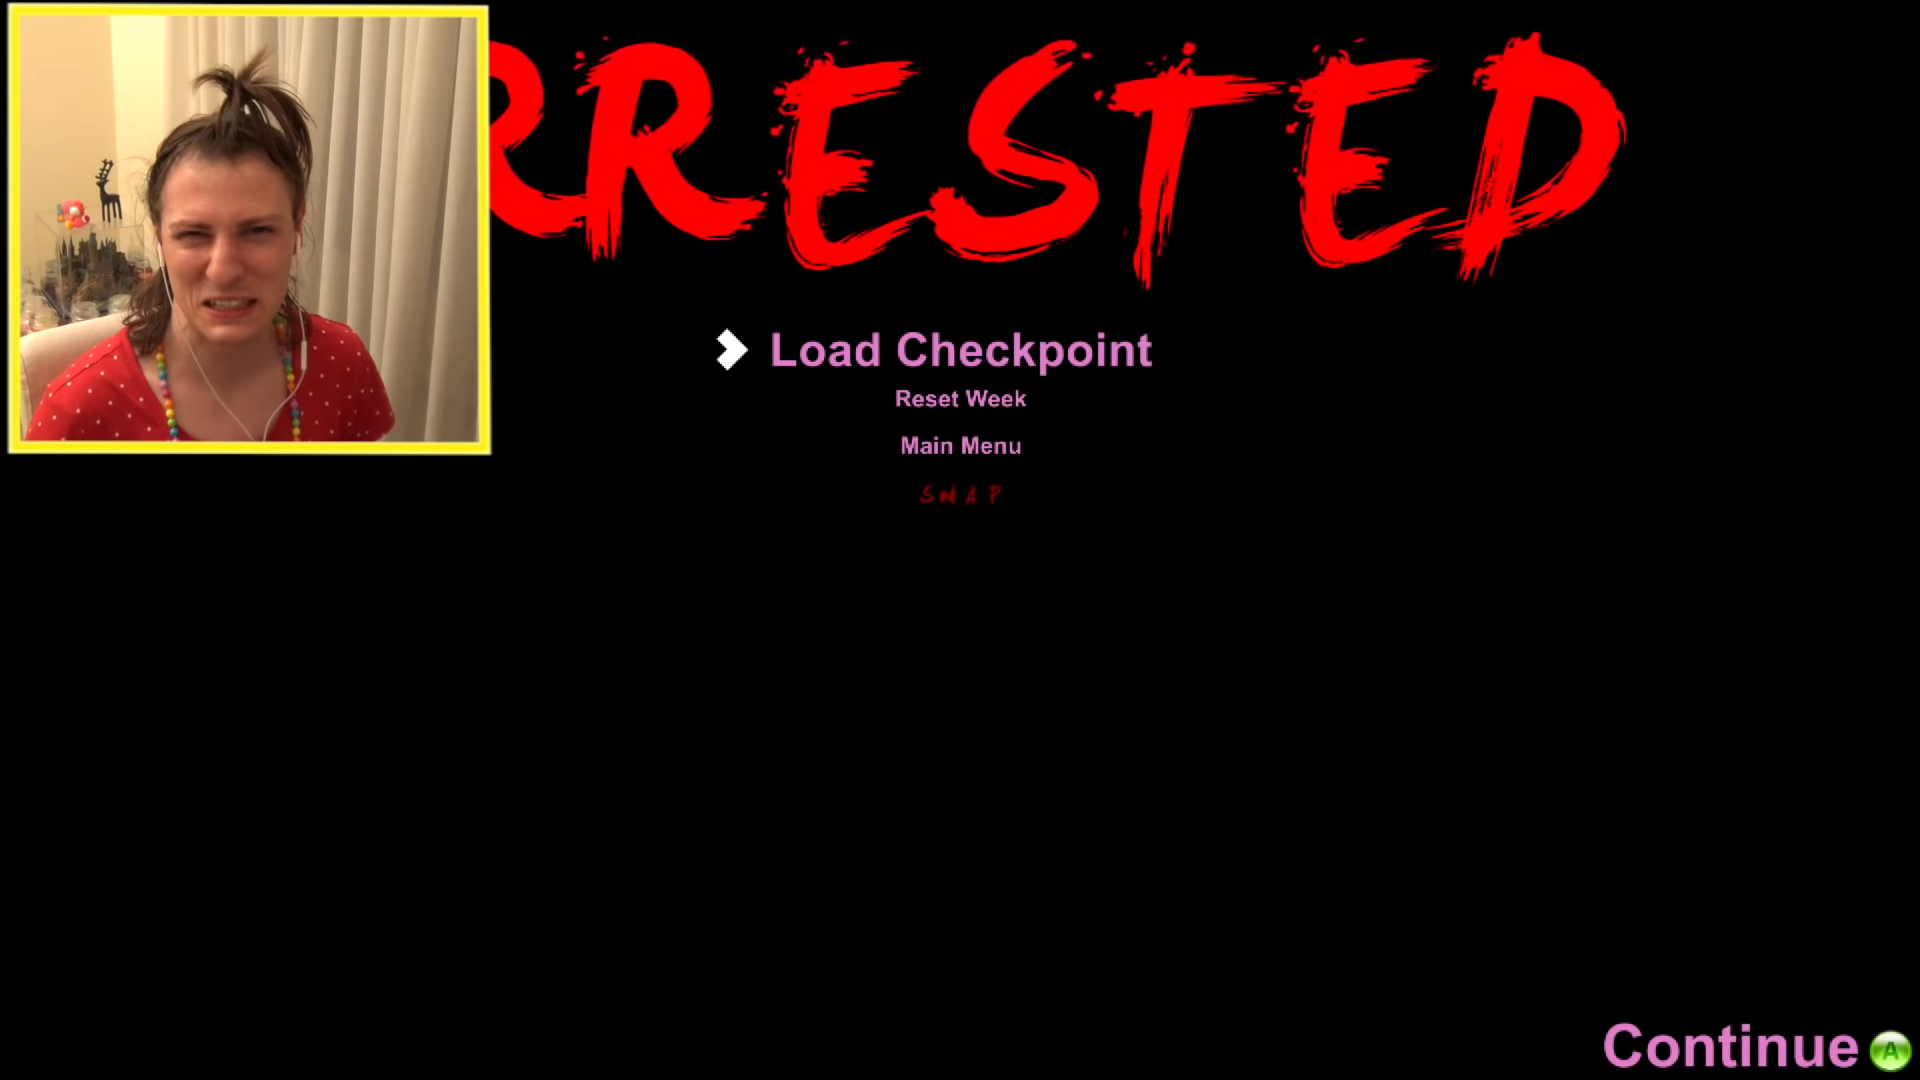 RRESTED
Load Checkpoint
Reset Week
Main Menu
SNAP
Continue A